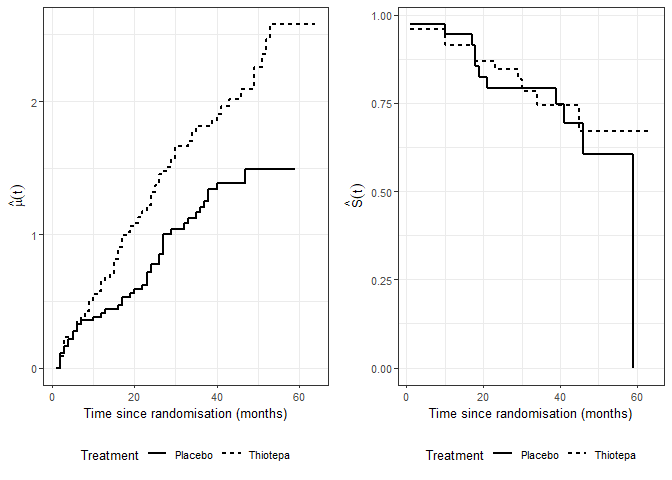 μ̂(t)
2
1
0
0
20
40
60
Time since randomisation (months)
Treatment
Placebo
Thiotepa
Ŝ(t)
1.00
0.75
0.50
0.25
0.00
0
20
40
60
Time since randomisation (months)
Treatment
Placebo
Thiotepa